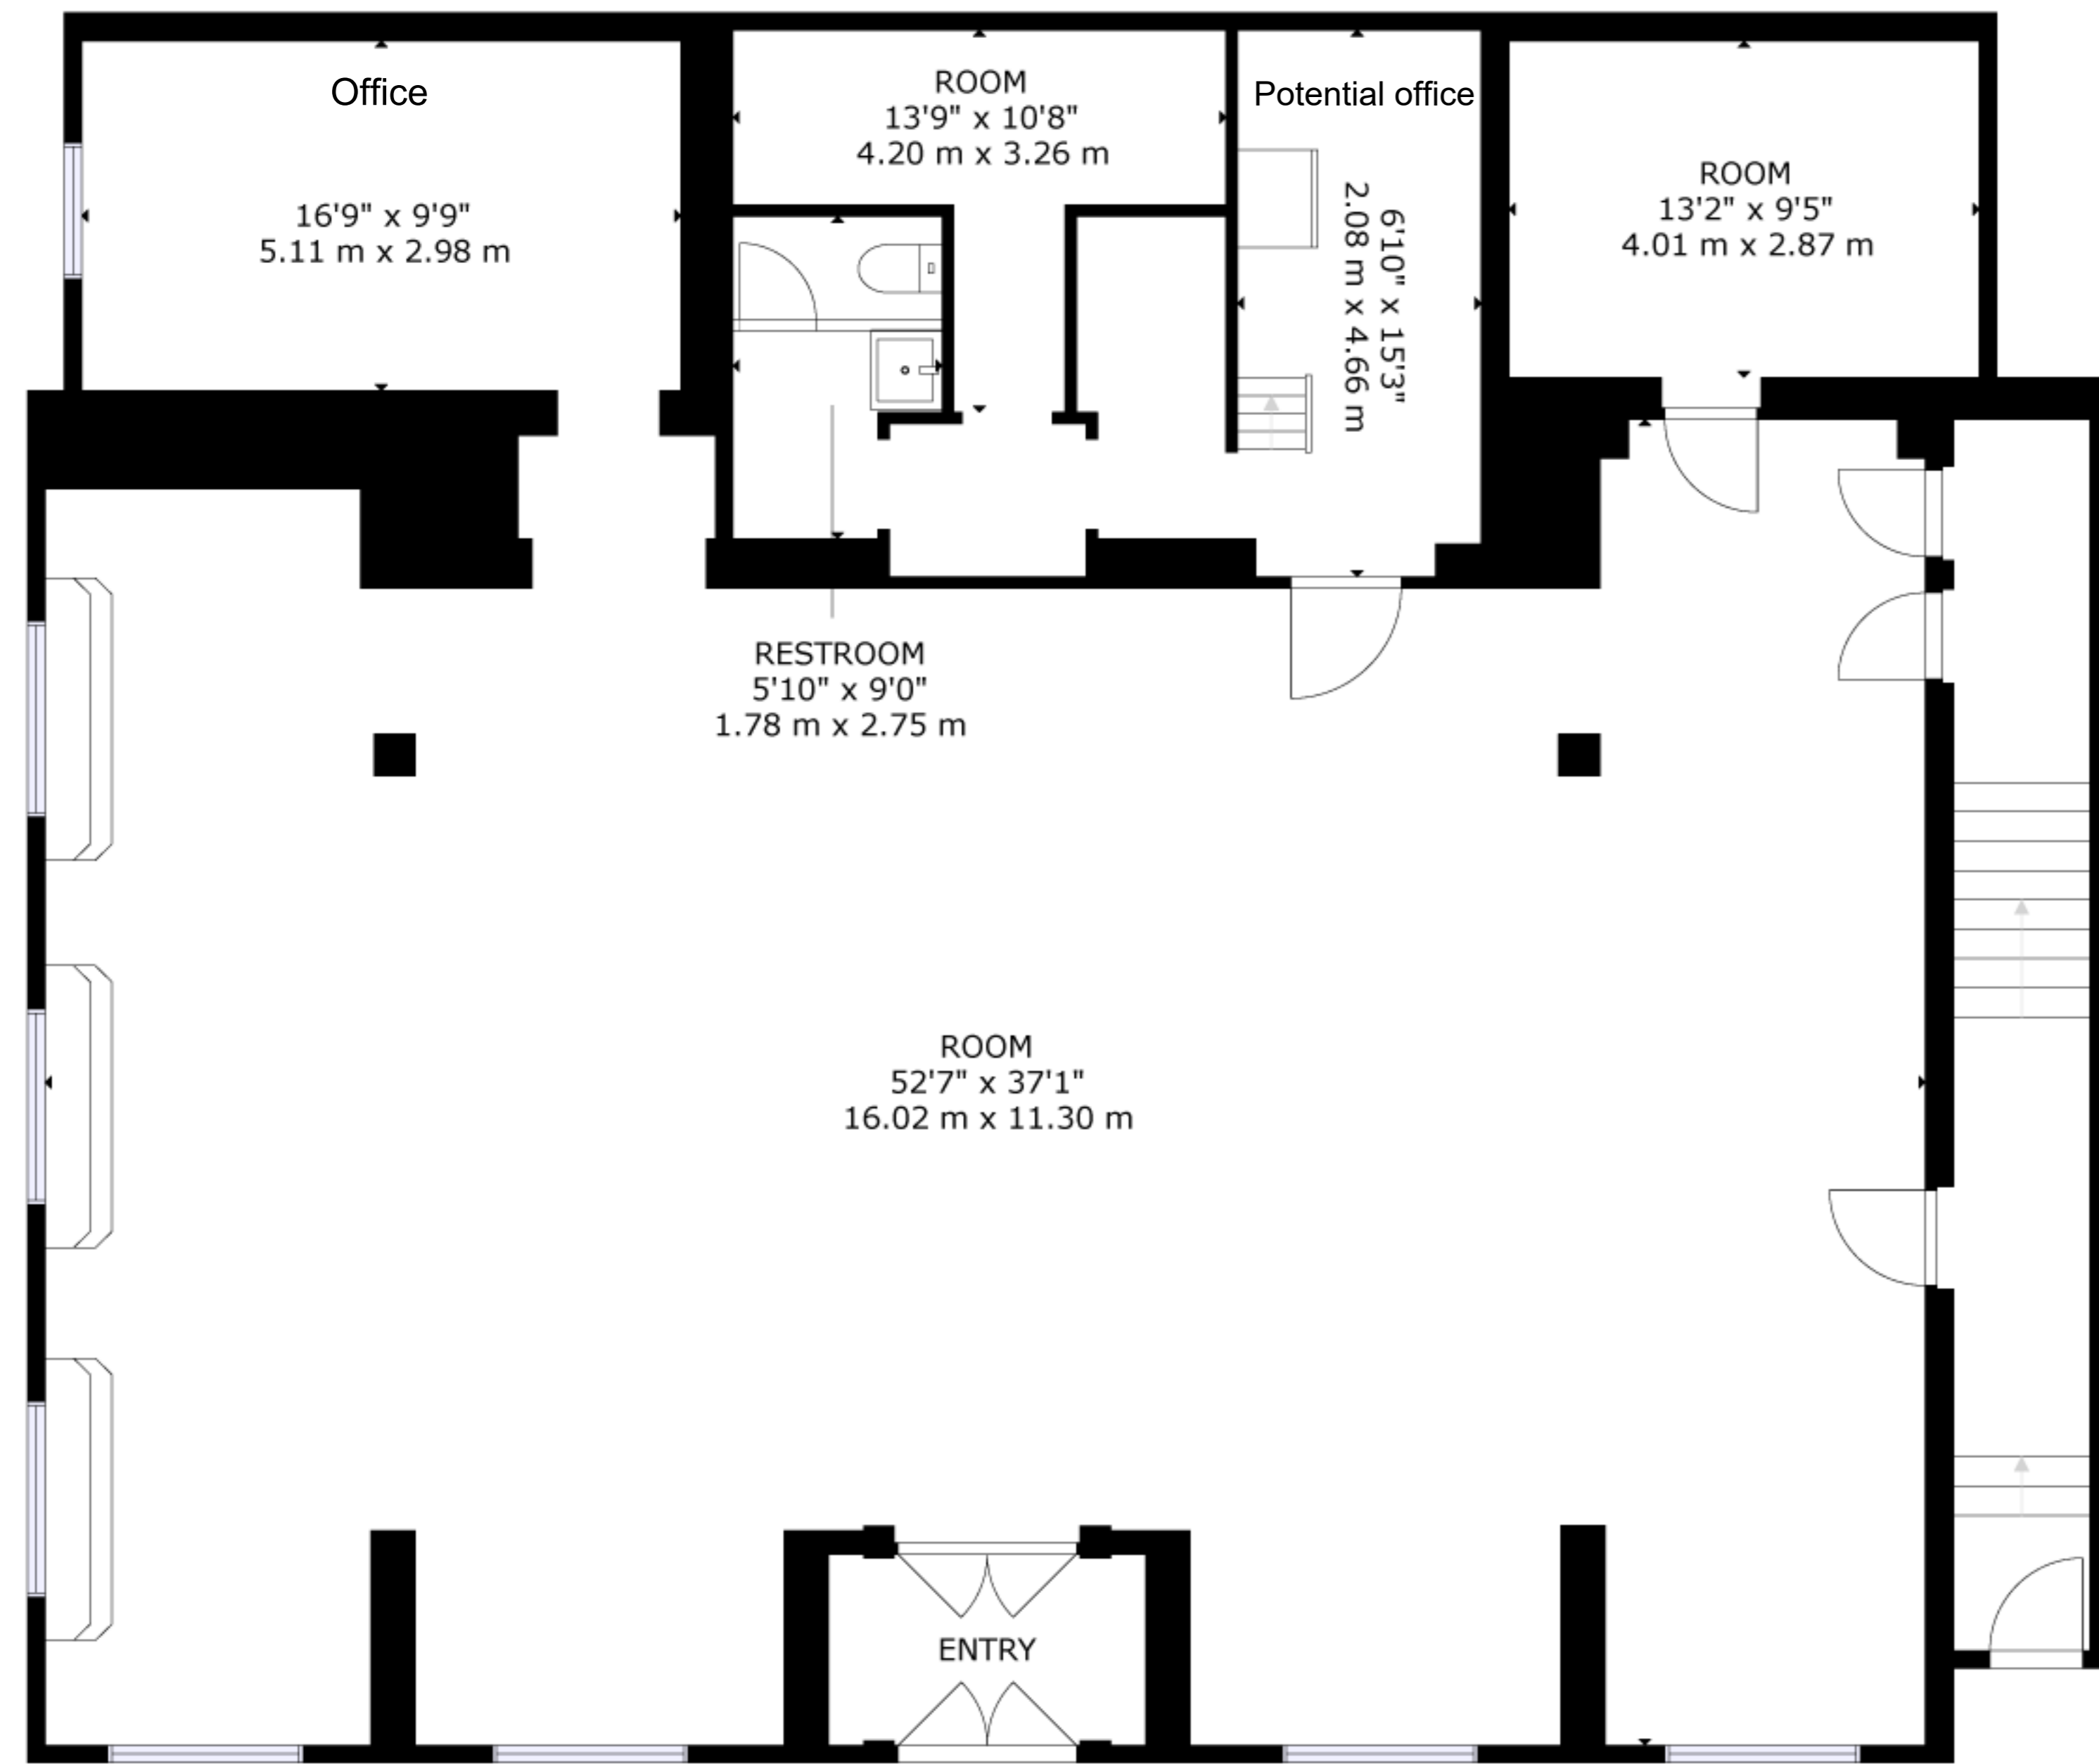 Office
16'9" x 9'9"
5.11 m x 2.98 m
ROOM
13'9" x 10'8"
4.20 m x 3.26 m
Potential office
6'10" x 15'3"
2.08 m x 4.66 m
ROOM
13'2" x 9'5"
4.01 m x 2.87 m
RESTROOM
5'10" x 9'0"
1.78 m x 2.75 m
ROOM
52'7" x 37'1"
16.02 m x 11.30 m
ENTRY